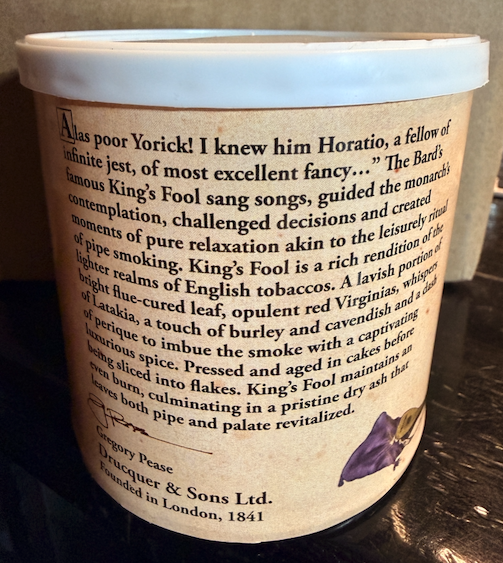 Alas poor Yorick! I knew him Horatio, a fellow of
infinite jest, of most excellent fancy…” The Bard’s
famous King’s Fool sang songs, guided the monarch’s
contemplation, challenged decisions and created
moments of pure relaxation akin to the leisurely ritual
of pipe smoking. King’s Fool is a rich rendition of the
lighter realms of English tobaccos. A lavish portion of
bright flue-cured leaf, opulent red Virginias, whispers
of Latakia, a touch of burley and cavendish and a dash
of perique to imbue the smoke with a captivating
luxurious spice. Pressed and aged in cakes before
being sliced into flakes. King’s Fool maintains an
even burn, culminating in a pristine dry ash that
leaves both pipe and palate revitalized.
Gregory Pease
Drucquer & Sons Ltd.
Founded in London, 1841